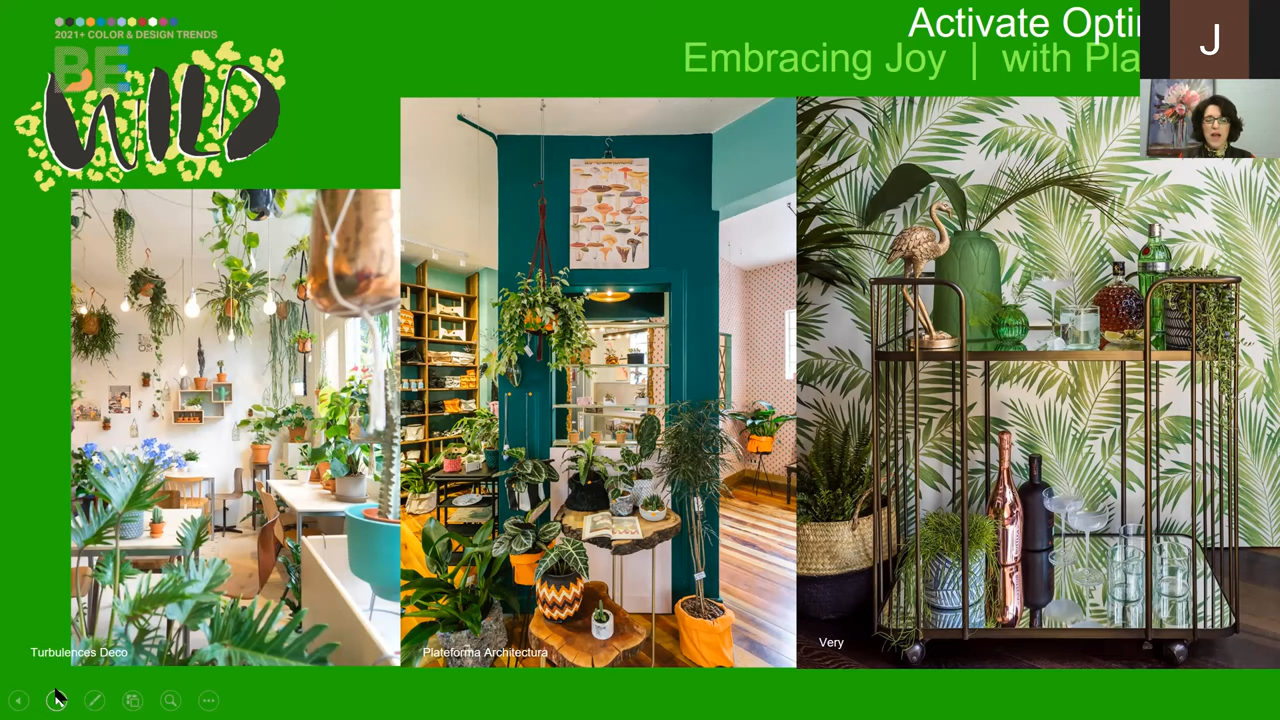 2021+ COLOR & DESIGN TRENDS
BE
WILD
Activate Opti
Embracing Joy | with Pla
J
Turbulences Deco
Plateforma Architectura
Very